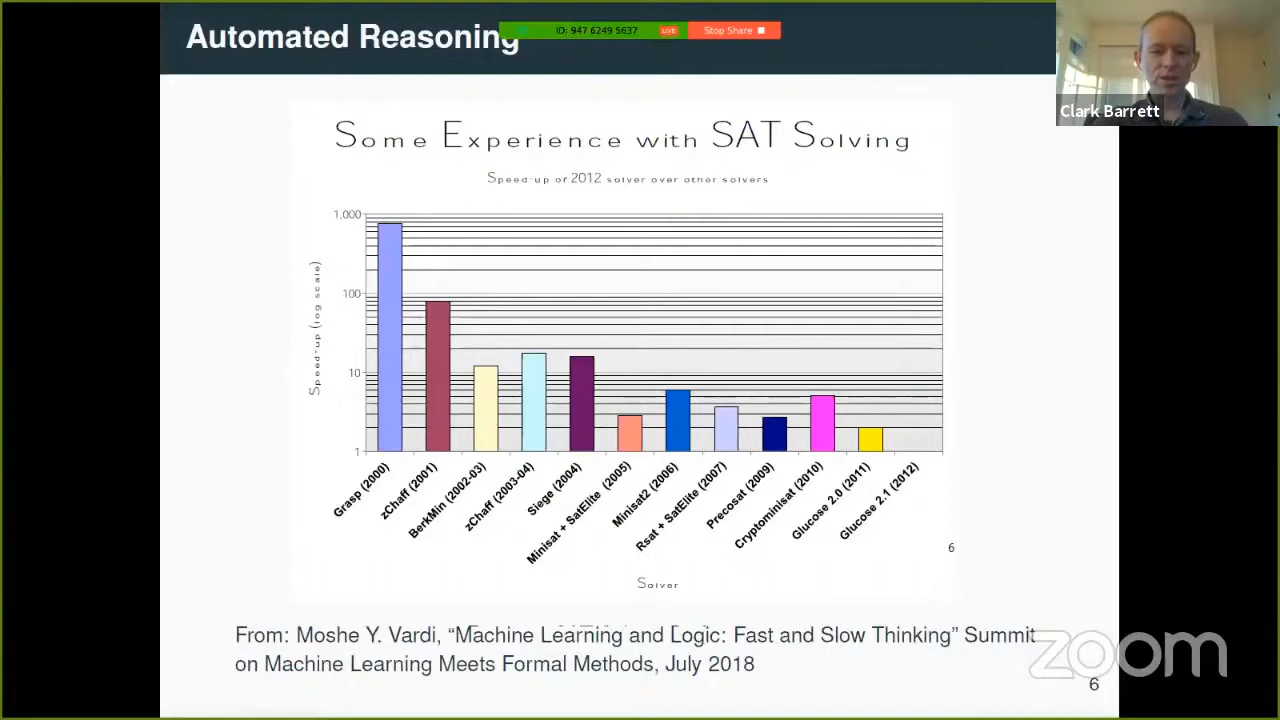 Automated Reasoning
ID: 947 6249 5637
LIVE
Stop Share
Clark Barrett
Some Experience with SAT Solving
Speed-up of 2012 solver over other solvers
1,000
100
10
1
Speed-up (log scale)
Grasp (2000)
zChaff (2001)
BerkMin (2002-03)
zChaff (2003-04)
Siege (2004)
Minisat + SatElite (2005)
Minisat2 (2006)
Rsat + SatElite (2007)
Precosat (2009)
Cryptominisat (2010)
Glucose 2.0 (2011)
Glucose 2.1 (2012)
Solver
6
From: Moshe Y. Vardi, “Machine Learning and Logic: Fast and Slow Thinking” Summit
on Machine Learning Meets Formal Methods, July 2018
zoom
6